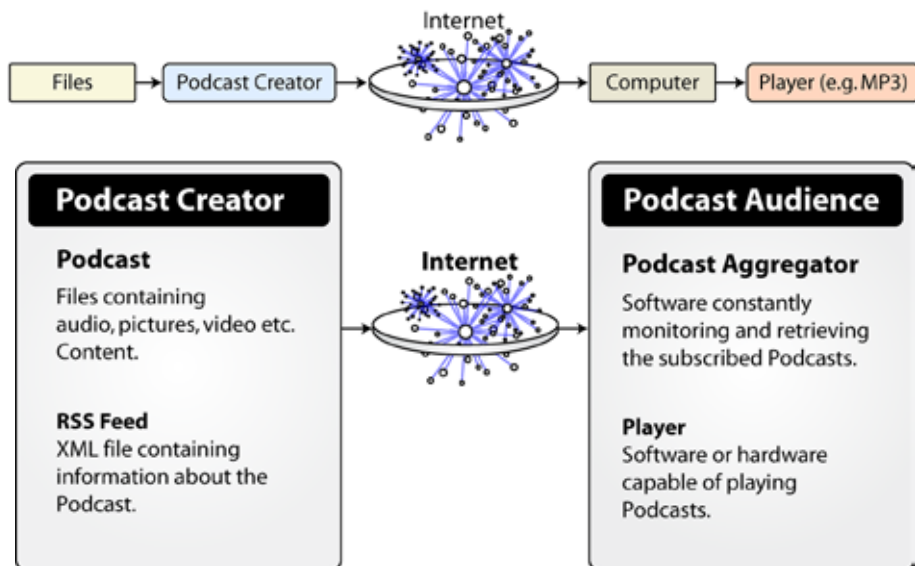 Internet
Files
Podcast Creator
Computer
Player (e.g. MP3)
Podcast Creator
Podcast
Files containing
audio, pictures, video etc.
Content.
RSS Feed
XML file containing
information about the
Podcast.
Internet
Podcast Audience
Podcast Aggregator
Software constantly
monitoring and retrieving
the subscribed Podcasts.
Player
Software or hardware
capable of playing
Podcasts.